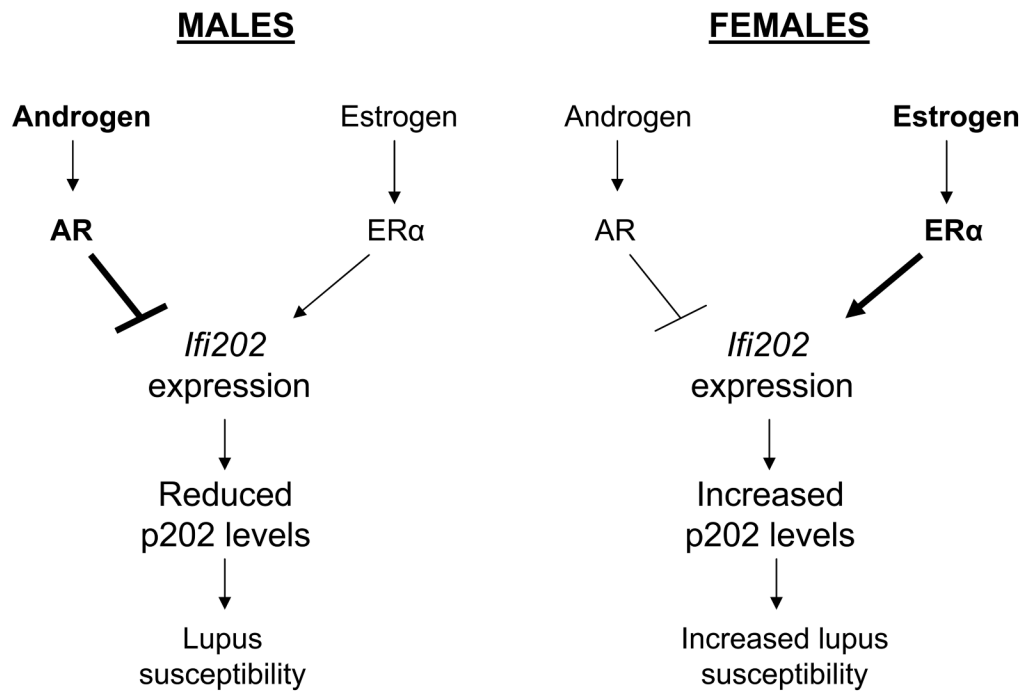 MALES
Androgen
Estrogen
AR
ERα
Ifi202
expression
Reduced
p202 levels
Lupus
susceptibility
FEMALES
Androgen
Estrogen
AR
ERα
Ifi202
expression
Increased
p202 levels
Increased lupus
susceptibility